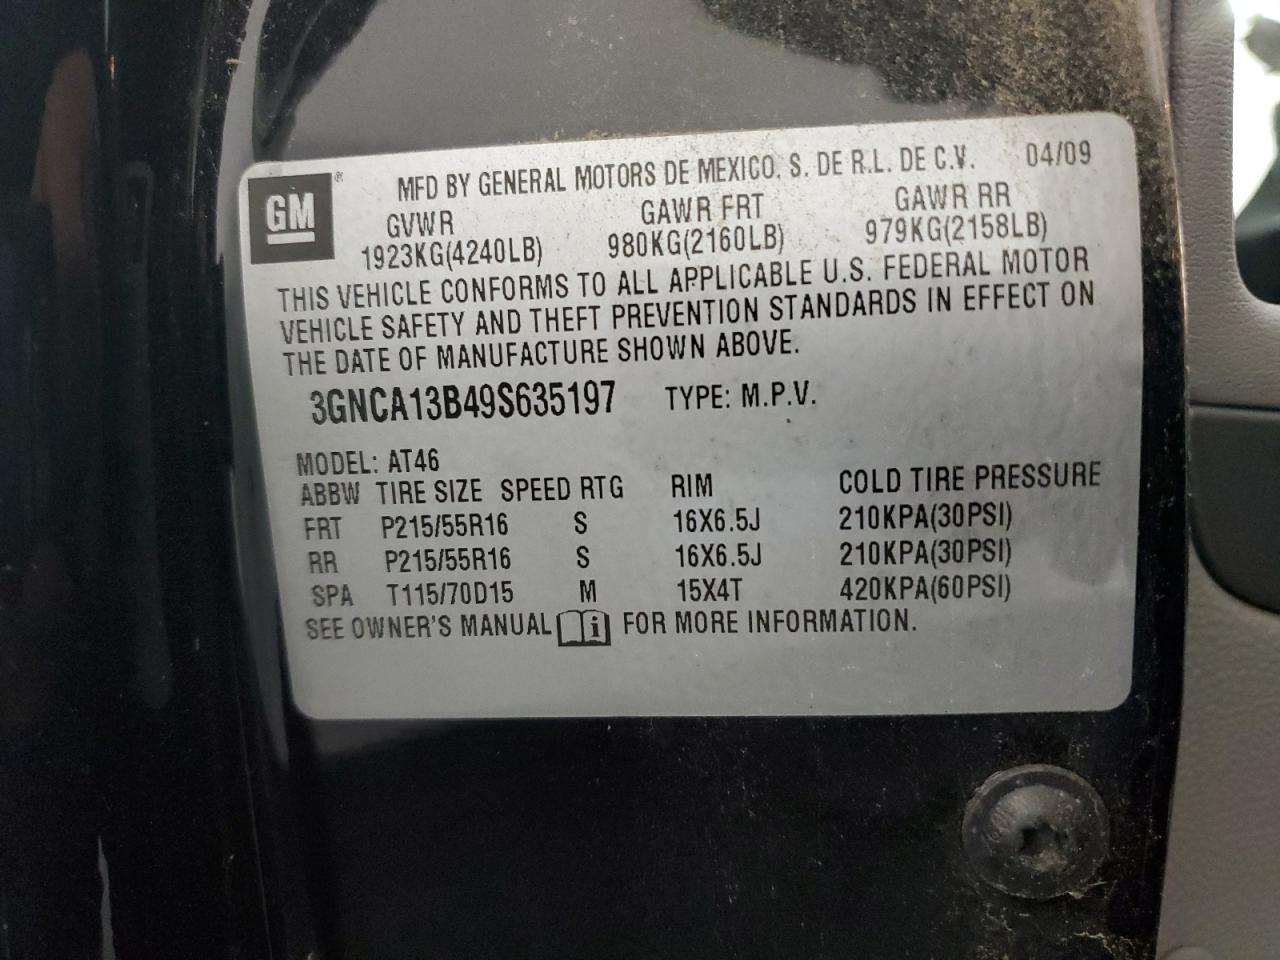 GM ® MFD BY GENERAL MOTORS DE MEXICO, S. DE R.L. DE C.V. 04/09
GVWR GAWR FRT GAWR RR
1923KG(4240LB) 980KG(2160LB) 979KG(2158LB)
THIS VEHICLE CONFORMS TO ALL APPLICABLE U.S. FEDERAL MOTOR
VEHICLE SAFETY AND THEFT PREVENTION STANDARDS IN EFFECT ON
THE DATE OF MANUFACTURE SHOWN ABOVE.
3GNCA13B49S635197 TYPE: M.P.V.
MODEL: AT46
ABBW TIRE SIZE SPEED RTG RIM COLD TIRE PRESSURE
FRT P215/55R16 S 16X6.5J 210KPA(30PSI)
RR P215/55R16 S 16X6.5J 210KPA(30PSI)
SPA T115/70D15 M 15X4T 420KPA(60PSI)
SEE OWNER'S MANUAL i FOR MORE INFORMATION.